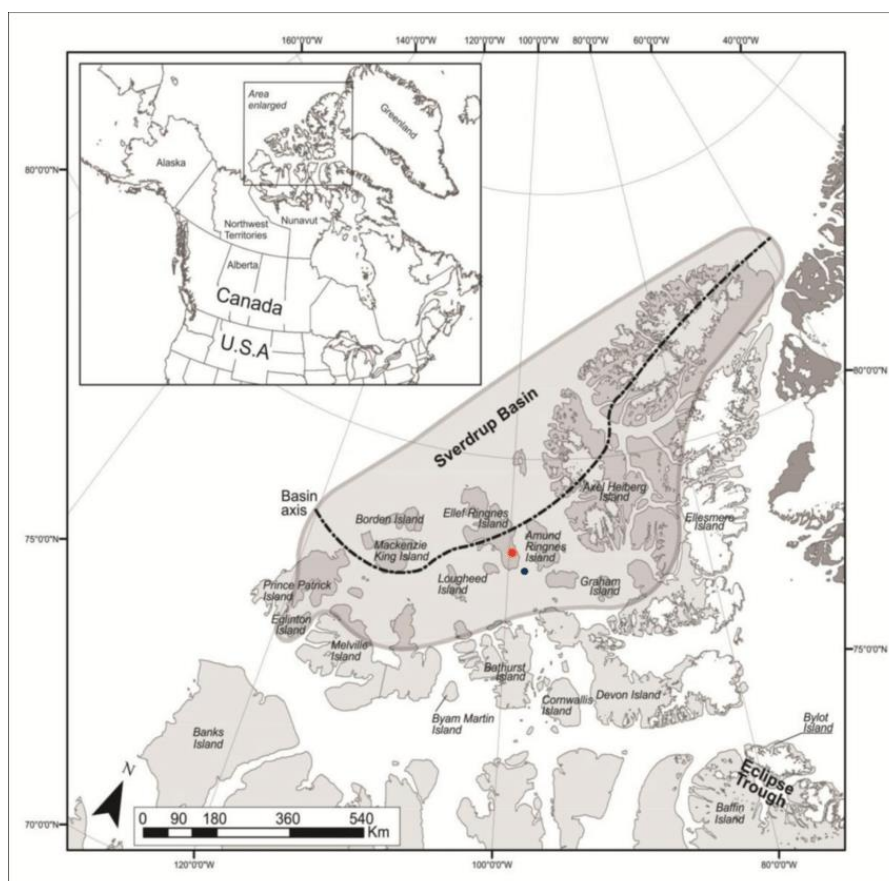 160°0'0"W
140°0'0"W
120°0'0"W
100°0'0"W
80°0'0"W
60°0'0"W
40°0'0"W
Area
enlarged
Greenland
Alaska
Northwest
Territories
Nunavut
Alberta
Canada
U.S.A
80°0'0"N
80°0'0"N
Sverdrup Basin
Basin
axis
Borden Island
Ellef Ringnes
Island
Axel Heiberg
Island
Ellesmere
Island
Mackenzie
King Island
Amund
Ringnes
Island
75°0'0"N
Prince Patrick
Island
Lougheed
Island
Graham
Island
Eglinton
Island
Melville
Island
75°0'0"N
Bathurst
Island
Devon Island
Cornwallis
Island
Byam Martin
Island
Banks
Island
Bylot
Island
Eclipse
Trough
Baffin
Island
N
0 90 180 360 540
Km
70°0'0"N
70°0'0"N
120°0'0"W
100°0'0"W
80°0'0"W